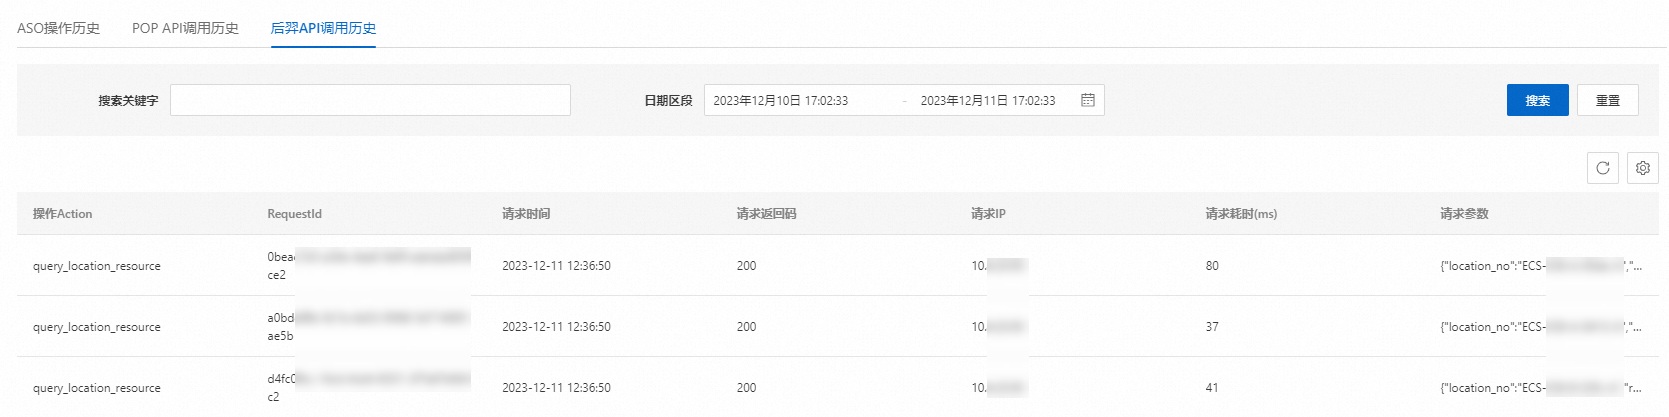 ASO操作历史 POP API调用历史 后羿API调用历史
搜索关键字 日期区段 2023年12月10日 17:02:33 - 2023年12月11日 17:02:33 搜索 重置
操作Action RequestId 请求时间 请求返回码 请求IP 请求耗时(ms) 请求参数
query_location_resource 0bea 2023-12-11 12:36:50 200 10. 80 {"location_no":"ECS- ","...
ce2
query_location_resource a0bd 2023-12-11 12:36:50 200 10. 37 {"location_no":"ECS- ","...
ae5b
query_location_resource d4fc 2023-12-11 12:36:50 200 10. 41 {"location_no":"ECS- "r...
c2